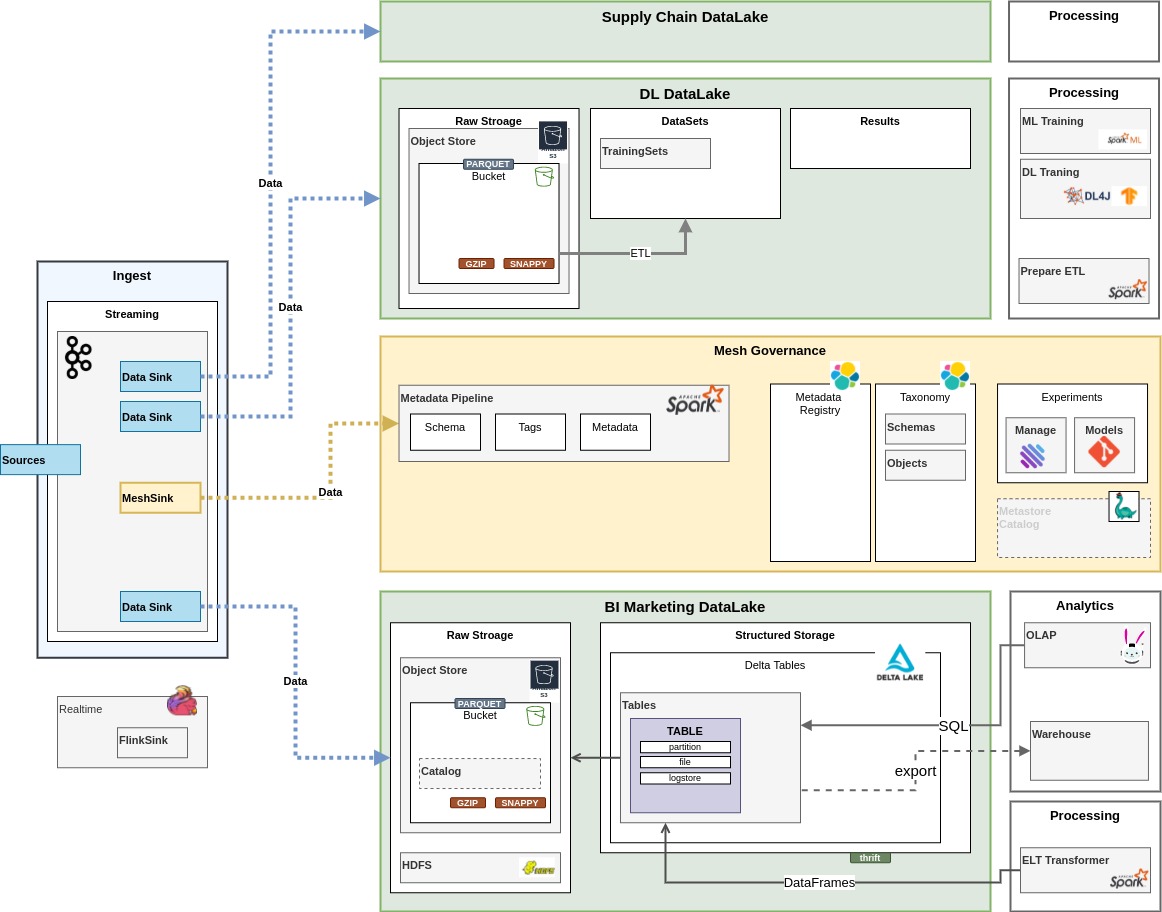 Supply Chain DataLake
Processing
DL DataLake
Raw Stroage
Object Store
S3
PARQUET
Bucket
GZIP
SNAPPY
ETL
DataSets
TrainingSets
Results
Processing
ML Training
Spark ML
DL Traning
DL4J
Prepare ETL
APACHE
Spark
Data
Data
Ingest
Streaming
Data Sink
Data Sink
Sources
MeshSink
Data Sink
Data
Data
Realtime
FlinkSink
Mesh Governance
Metadata Pipeline
APACHE
Spark
Schema
Tags
Metadata
Metadata
Registry
Taxonomy
Schemas
Objects
Experiments
Manage
Models
Metastore
Catalog
BI Marketing DataLake
Raw Stroage
Object Store
S3
PARQUET
Bucket
Catalog
GZIP
SNAPPY
HDFS
Structured Storage
Delta Tables
DELTA LAKE
Tables
TABLE
partition
file
logstore
thrift
SQL
export
DataFrames
Analytics
OLAP
Warehouse
Processing
ELT Transformer
APACHE
Spark